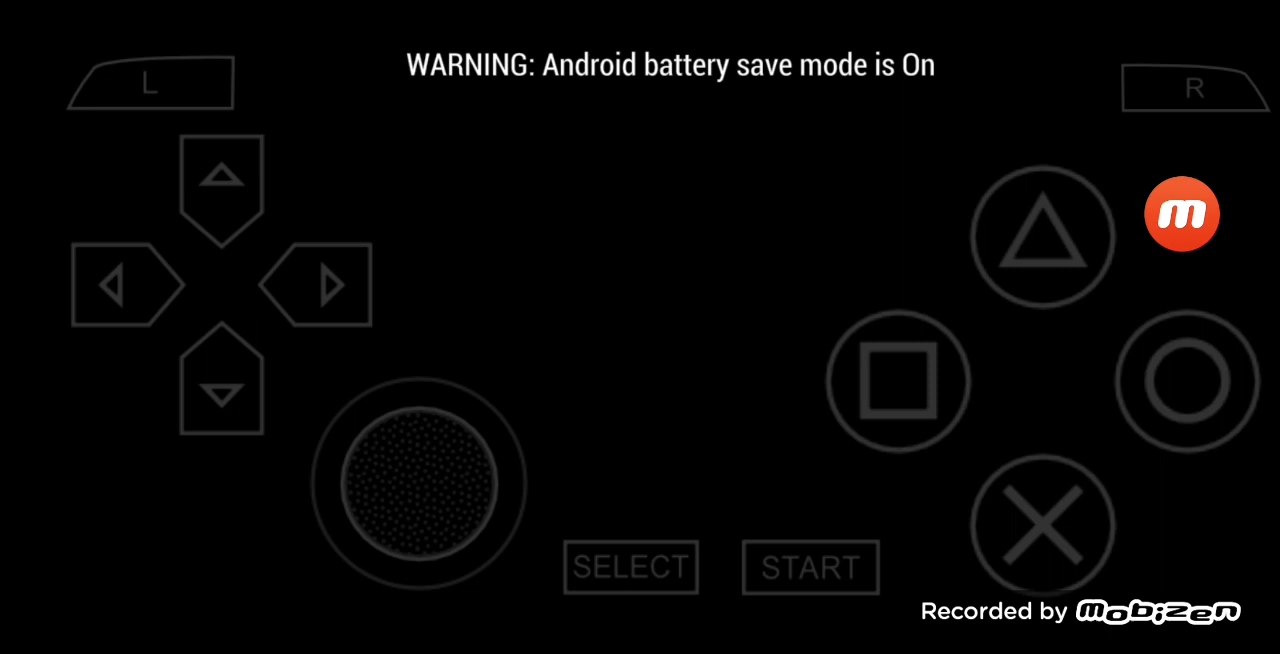 WARNING: Android battery save mode is On
L
R
m
SELECT
START
Recorded by mobizen